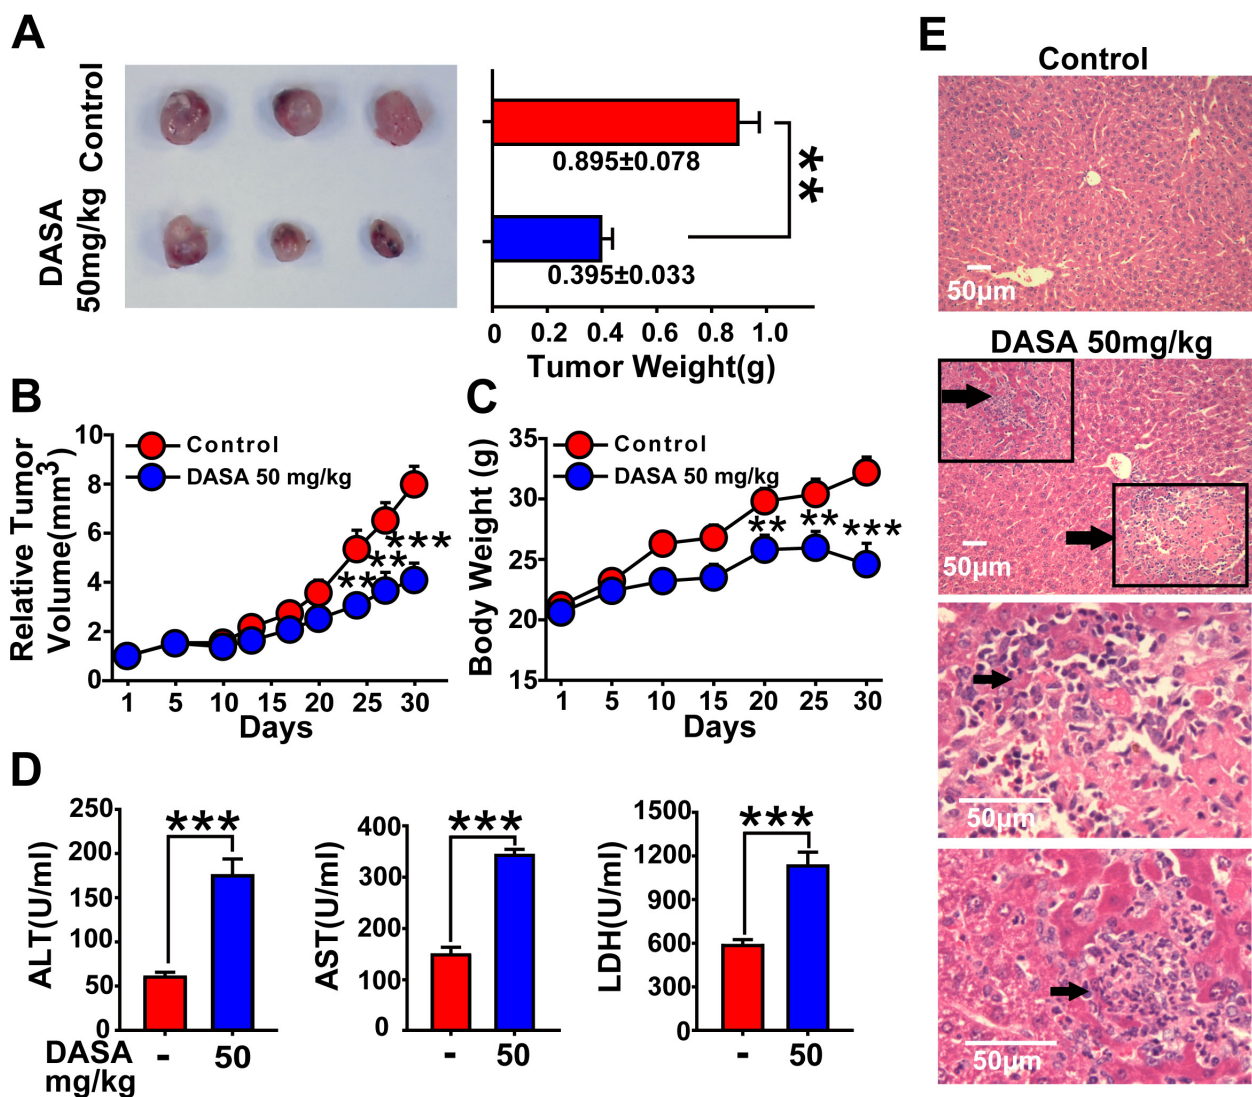 A
Control
DASA
50mg/kg
0.895±0.078
0.395±0.033
**
0 0.2 0.4 0.6 0.8 1.0
Tumor Weight(g)
B
Relative Tumor
Volume(mm3)
10
8
6
4
2
0
Control
DASA 50 mg/kg
**
**
***
1 5 10 15 20 25 30
Days
C
Body Weight (g)
35
30
25
20
15
Control
DASA 50 mg/kg
** ** ***
1 5 10 15 20 25 30
Days
D
ALT(U/ml)
250
200
150
100
50
0
***
DASA
mg/kg
- 50
AST(U/ml)
400
300
200
100
0
***
- 50
LDH(U/ml)
1500
1200
900
600
300
0
***
- 50
E
Control
50μm
DASA 50mg/kg
50μm
50μm
50μm